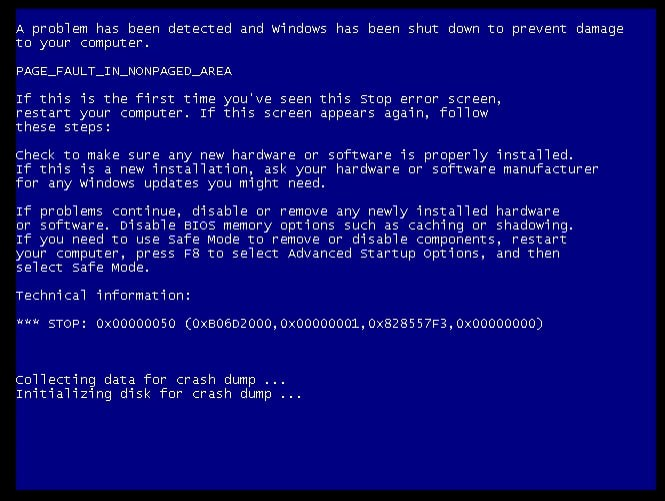 A problem has been detected and Windows has been shut down to prevent damage
to your computer.
PAGE_FAULT_IN_NONPAGED_AREA
If this is the first time you've seen this Stop error screen,
restart your computer. If this screen appears again, follow
these steps:
Check to make sure any new hardware or software is properly installed.
If this is a new installation, ask your hardware or software manufacturer
for any Windows updates you might need.
If problems continue, disable or remove any newly installed hardware
or software. Disable BIOS memory options such as caching or shadowing.
If you need to use Safe Mode to remove or disable components, restart
your computer, press F8 to select Advanced Startup Options, and then
select Safe Mode.
Technical information:
*** STOP: 0x00000050 (0xB06D2000,0x00000001,0x828557F3,0x00000000)
Collecting data for crash dump ...
Initializing disk for crash dump ...